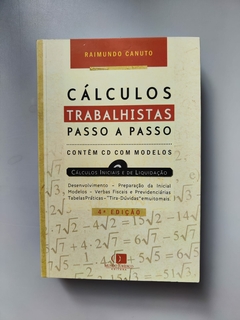 RAIMUNDO CANUTO
CÁLCULOS
TRABALHISTAS
PASSO A PASSO
CONTÉM CD COM MODELOS
CÁLCULOS INICIAIS E DE LIQUIDAÇÃO
Desenvolvimento - Preparação da Inicial
Modelos - Verbas Fiscais e Previdenciárias
Tabelas/Práticas - "Tira-Dúvidas" e muito mais.
4ª EDIÇÃO